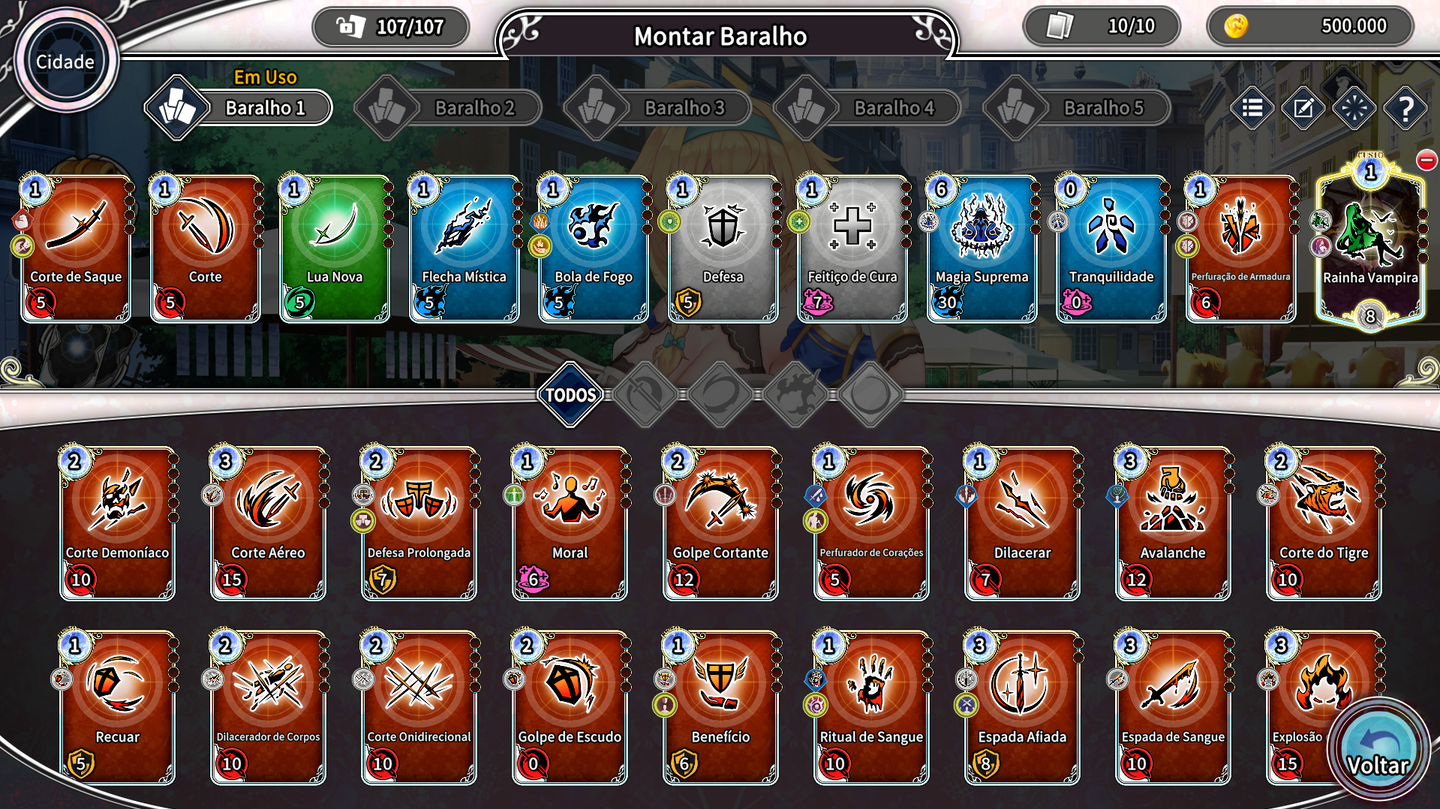 Cidade
107/107
Montar Baralho
10/10
500.000
Em Uso
Baralho 1
Baralho 2
Baralho 3
Baralho 4
Baralho 5
?
1
Corte de Saque
5
1
Corte
5
1
Lua Nova
5
1
Flecha Mística
5
1
Bola de Fogo
5
1
Defesa
5
1
Feitiço de Cura
7
6
Magia Suprema
30
0
Tranquilidade
0
1
Perfuração de Armadura
6
1
Rainha Vampira
8
TODOS
2
Corte Demoníaco
10
3
Corte Aéreo
15
2
Defesa Prolongada
7
1
Moral
6
2
Golpe Cortante
12
1
Perfurador de Corações
5
1
Dilacerar
7
3
Avalanche
12
2
Corte do Tigre
10
1
Recuar
5
2
Dilacerador de Corpos
10
2
Corte Onidirecional
10
2
Golpe de Escudo
0
1
Benefício
6
1
Ritual de Sangue
10
3
Espada Afiada
8
3
Espada de Sangue
10
3
Explosão
15
Voltar